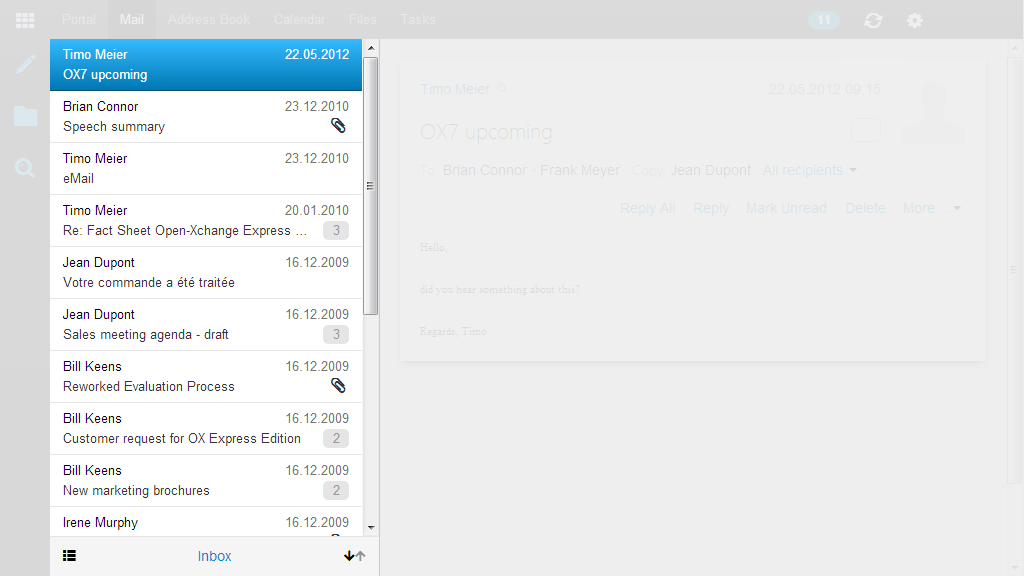 Portal Mail Address Book Calendar Files Tasks 11
Timo Meier 22.05.2012
OX7 upcoming
Brian Connor 23.12.2010
Speech summary
Timo Meier 23.12.2010
eMail
Timo Meier 20.01.2010
Re: Fact Sheet Open-Xchange Express ... 3
Jean Dupont 16.12.2009
Votre commande a été traitée
Jean Dupont 16.12.2009
Sales meeting agenda - draft 3
Bill Keens 16.12.2009
Reworked Evaluation Process
Bill Keens 16.12.2009
Customer request for OX Express Edition 2
Bill Keens 16.12.2009
New marketing brochures 2
Irene Murphy 16.12.2009
Inbox
Timo Meier 22.05.2012 09:15
OX7 upcoming
To Brian Connor · Frank Meyer Copy Jean Dupont All recipients
Reply All Reply Mark Unread Delete More
Hello,
did you hear something about this?
Regards, Timo